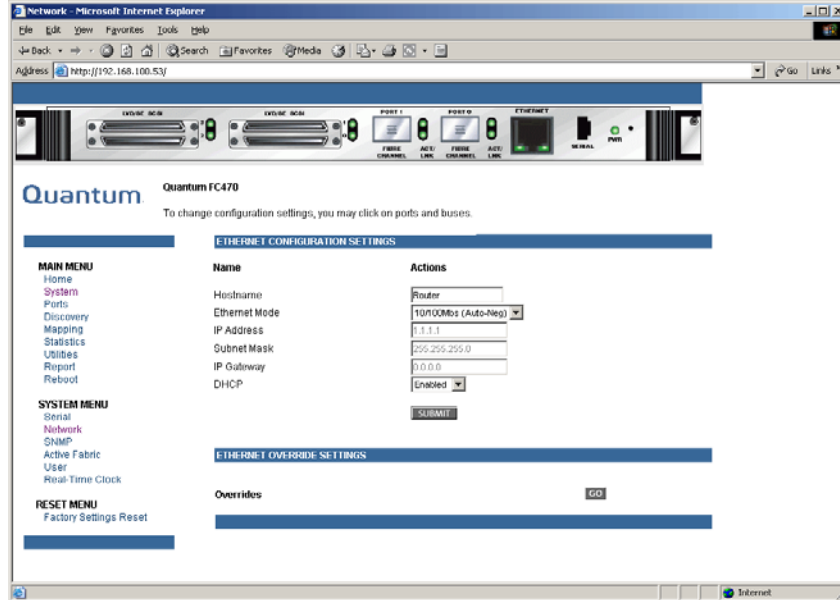 Network - Microsoft Internet Explorer
File Edit View Favorites Tools Help
Back Search Favorites Media
Address http://192.168.100.53/ Go Links »
LVD/SE SCSI LVD/SE SCSI PORT 1 PORT 0 ETHERNET
FIBRE CHANNEL ACT/LINK FIBRE CHANNEL ACT/LINK SERIAL PWR
Quantum
Quantum FC470
To change configuration settings, you may click on ports and buses.
MAIN MENU
Home
System
Ports
Discovery
Mapping
Statistics
Utilities
Report
Reboot
SYSTEM MENU
Serial
Network
SNMP
Active Fabric
User
Real-Time Clock
RESET MENU
Factory Settings Reset
ETHERNET CONFIGURATION SETTINGS
Name Actions
Hostname Router
Ethernet Mode 10/100Mbs (Auto-Neg)
IP Address 1.1.1.1
Subnet Mask 255.255.255.0
IP Gateway 0.0.0.0
DHCP Enabled
SUBMIT
ETHERNET OVERRIDE SETTINGS
Overrides GO
Internet